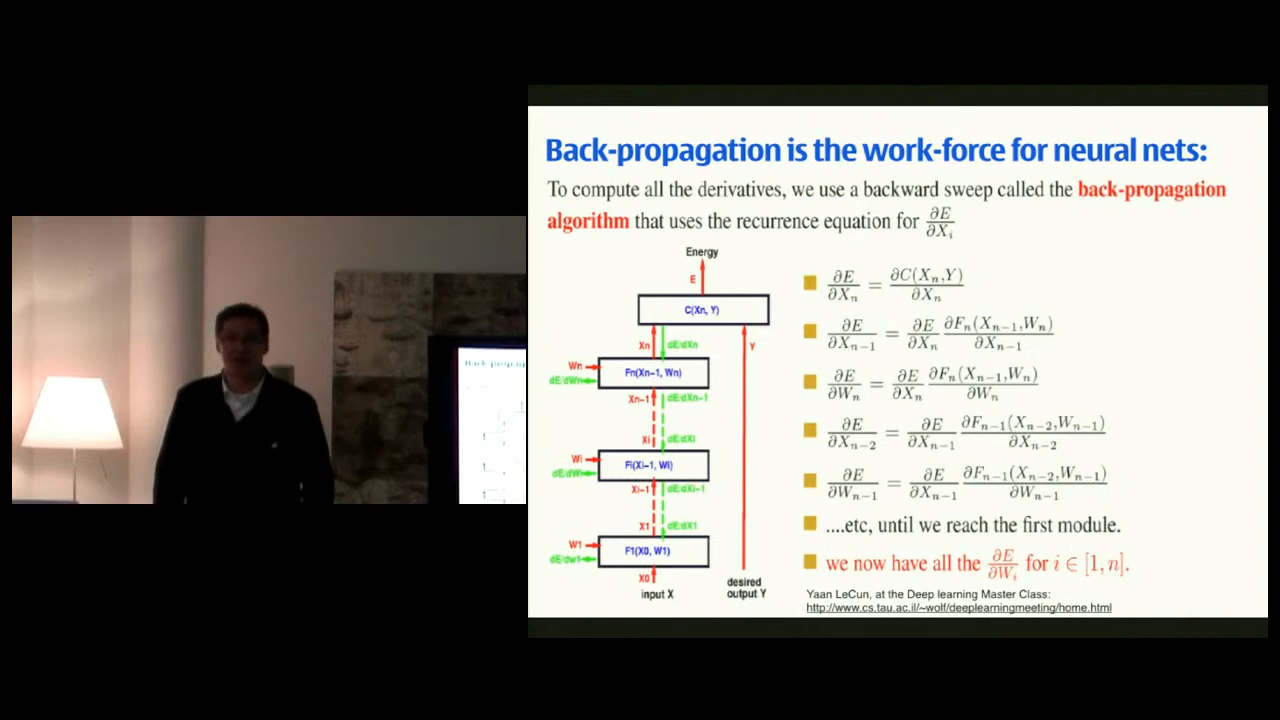 Back-propagation is the work-force for neural nets:
To compute all the derivatives, we use a backward sweep called the back-propagation
algorithm that uses the recurrence equation for ∂E/∂X_i
Energy
E
C(Xn, Y)
Xn
dE/dXn
Y
Wn
dE/dWn
Fn(Xn-1, Wn)
Xn-1
dE/dXn-1
Xi
dE/dXi
Wi
dE/dWi
Fi(Xi-1, Wi)
Xi-1
dE/dXi-1
X1
dE/dX1
W1
dE/dw1
F1(X0, W1)
X0
input X
desired
output Y
∂E/∂X_n = ∂C(X_n,Y)/∂X_n
∂E/∂X_{n-1} = ∂E/∂X_n ∂F_n(X_{n-1},W_n)/∂X_{n-1}
∂E/∂W_n = ∂E/∂X_n ∂F_n(X_{n-1},W_n)/∂W_n
∂E/∂X_{n-2} = ∂E/∂X_{n-1} ∂F_{n-1}(X_{n-2},W_{n-1})/∂X_{n-2}
∂E/∂W_{n-1} = ∂E/∂X_{n-1} ∂F_{n-1}(X_{n-2},W_{n-1})/∂W_{n-1}
....etc, until we reach the first module.
we now have all the ∂E/∂W_i for i ∈ [1, n].
Yaan LeCun, at the Deep learning Master Class:
http://www.cs.tau.ac.il/~wolf/deeplearningmeeting/home.html